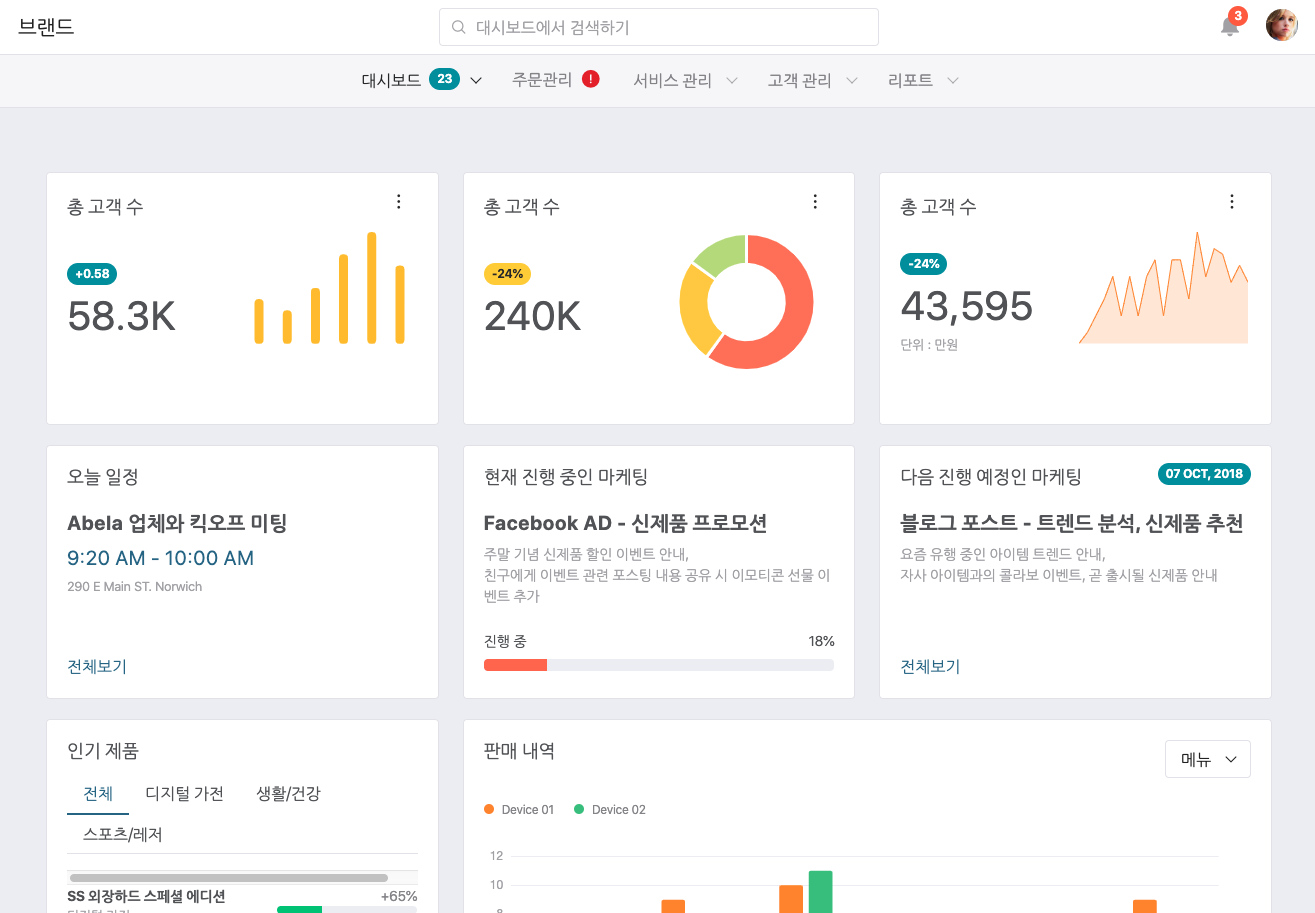 브랜드
대시보드에서 검색하기
3
대시보드 23 주문관리 ! 서비스 관리 고객 관리 리포트
총 고객 수
+0.58
58.3K
총 고객 수
-24%
240K
총 고객 수
-24%
43,595
단위 : 만원
오늘 일정
Abela 업체와 킥오프 미팅
9:20 AM - 10:00 AM
290 E Main ST. Norwich
전체보기
현재 진행 중인 마케팅
Facebook AD - 신제품 프로모션
주말 기념 신제품 할인 이벤트 안내,
친구에게 이벤트 관련 포스팅 내용 공유 시 이모티콘 선물 이
벤트 추가
진행 중 18%
다음 진행 예정인 마케팅 07 OCT, 2018
블로그 포스트 - 트렌드 분석, 신제품 추천
요즘 유행 중인 아이템 트렌드 안내,
자사 아이템과의 콜라보 이벤트, 곧 출시될 신제품 안내
전체보기
인기 제품
전체 디지털 가전 생활/건강
스포츠/레저
SS 외장하드 스페셜 에디션 +65%
판매 내역
메뉴
Device 01 Device 02
12
10